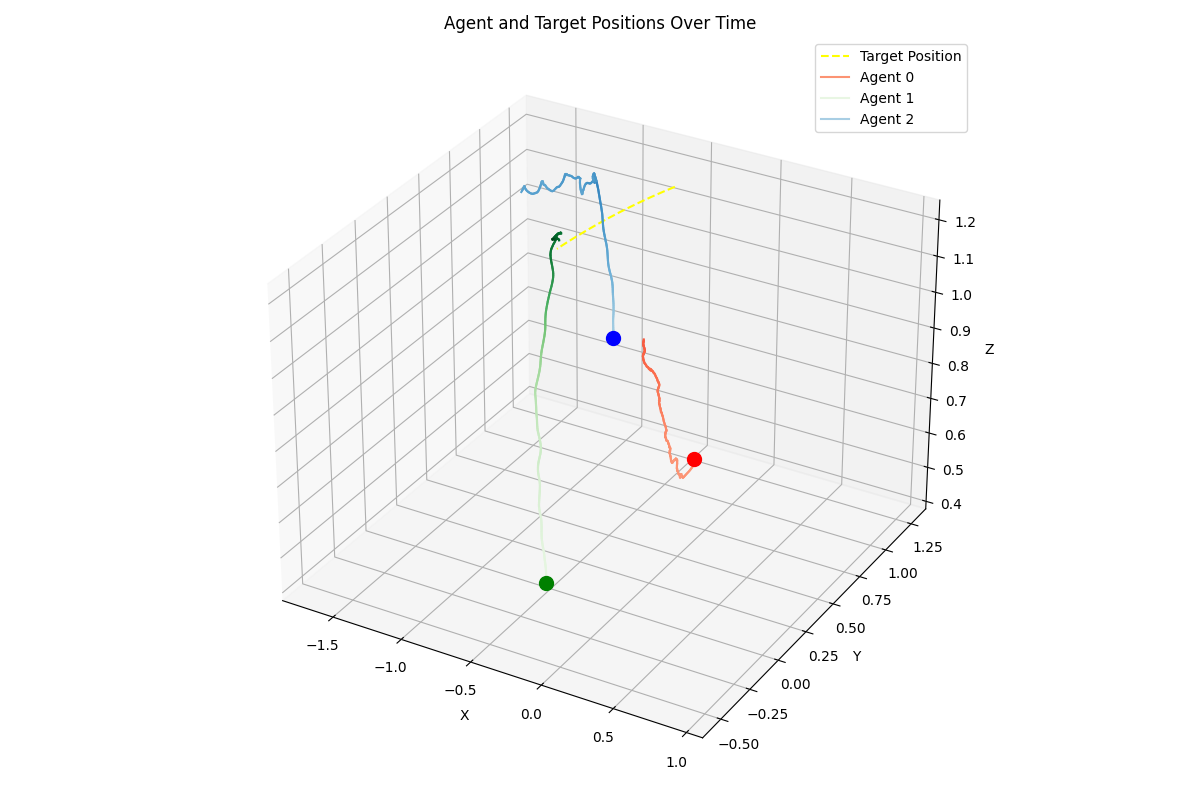 Agent and Target Positions Over Time
Target Position
Agent 0
Agent 1
Agent 2
1.2
1.1
1.0
0.9
Z
0.8
0.7
0.6
0.5
0.4
1.25
1.00
0.75
0.50
0.25
Y
0.00
−0.25
−0.50
−1.5
−1.0
−0.5
X
0.0
0.5
1.0